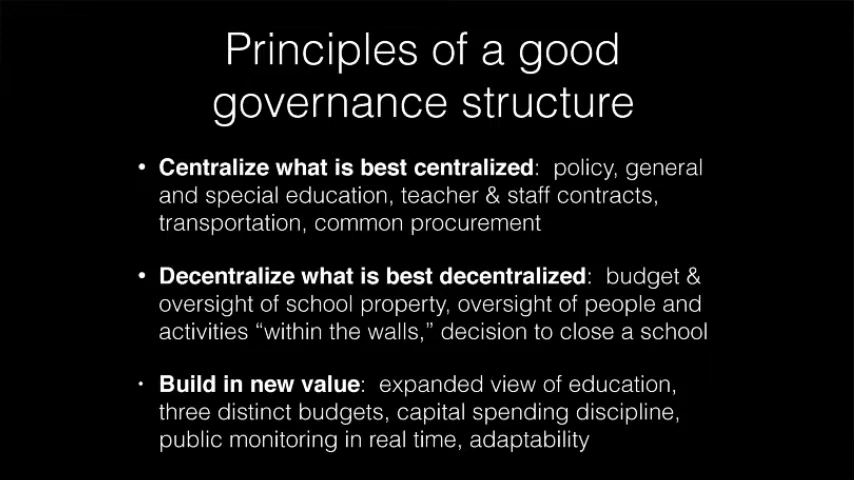 Principles of a good
governance structure
• Centralize what is best centralized: policy, general
and special education, teacher & staff contracts,
transportation, common procurement
• Decentralize what is best decentralized: budget &
oversight of school property, oversight of people and
activities “within the walls,” decision to close a school
• Build in new value: expanded view of education,
three distinct budgets, capital spending discipline,
public monitoring in real time, adaptability